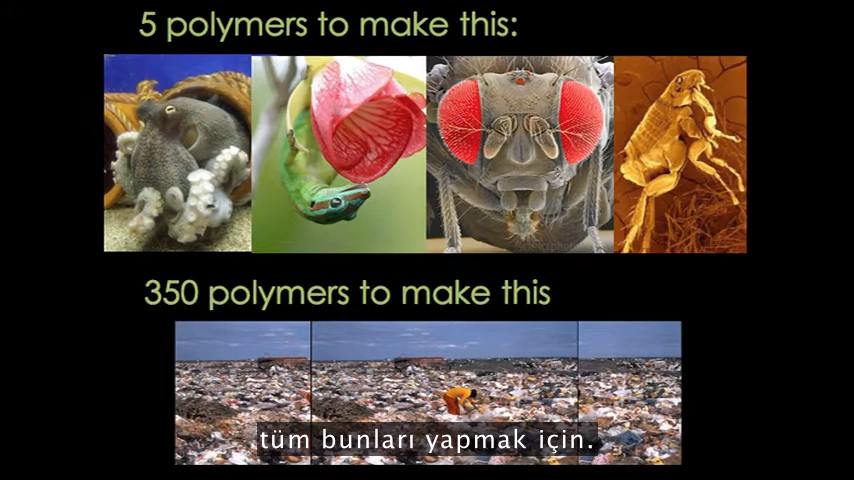 5 polymers to make this:
350 polymers to make this
tüm bunları yapmak için.